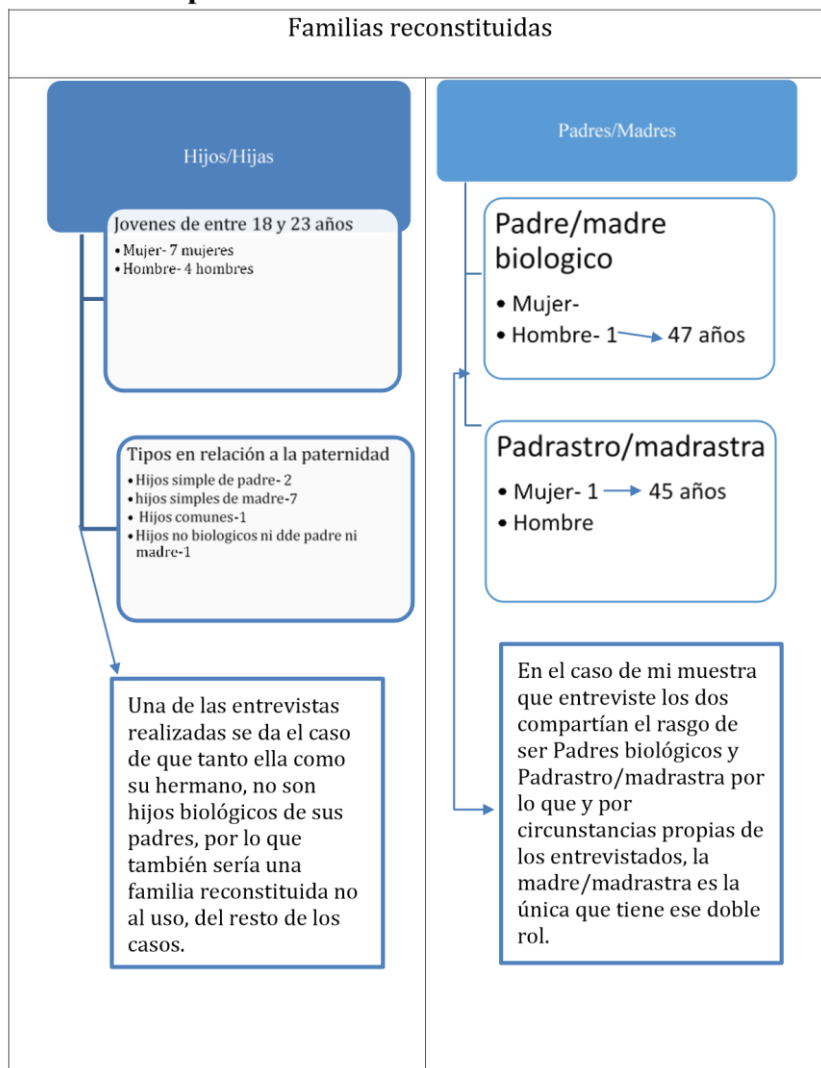 Familias reconstituidas
Hijos/Hijas
Jovenes de entre 18 y 23 años
• Mujer- 7 mujeres
• Hombre- 4 hombres
Tipos en relación a la paternidad
• Hijos simple de padre- 2
• hijos simples de madre-7
• Hijos comunes-1
• Hijos no biologicos ni dde padre ni
madre-1
Una de las entrevistas
realizadas se da el caso
de que tanto ella como
su hermano, no son
hijos biológicos de sus
padres, por lo que
también sería una
familia reconstituida no
al uso, del resto de los
casos.
Padres/Madres
Padre/madre
biologico
• Mujer-
• Hombre- 1 47 años
Padrastro/madrastra
• Mujer- 1 45 años
• Hombre
En el caso de mi muestra
que entreviste los dos
compartían el rasgo de
ser Padres biológicos y
Padrastro/madrastra por
lo que y por
circunstancias propias de
los entrevistados, la
madre/madrastra es la
única que tiene ese doble
rol.